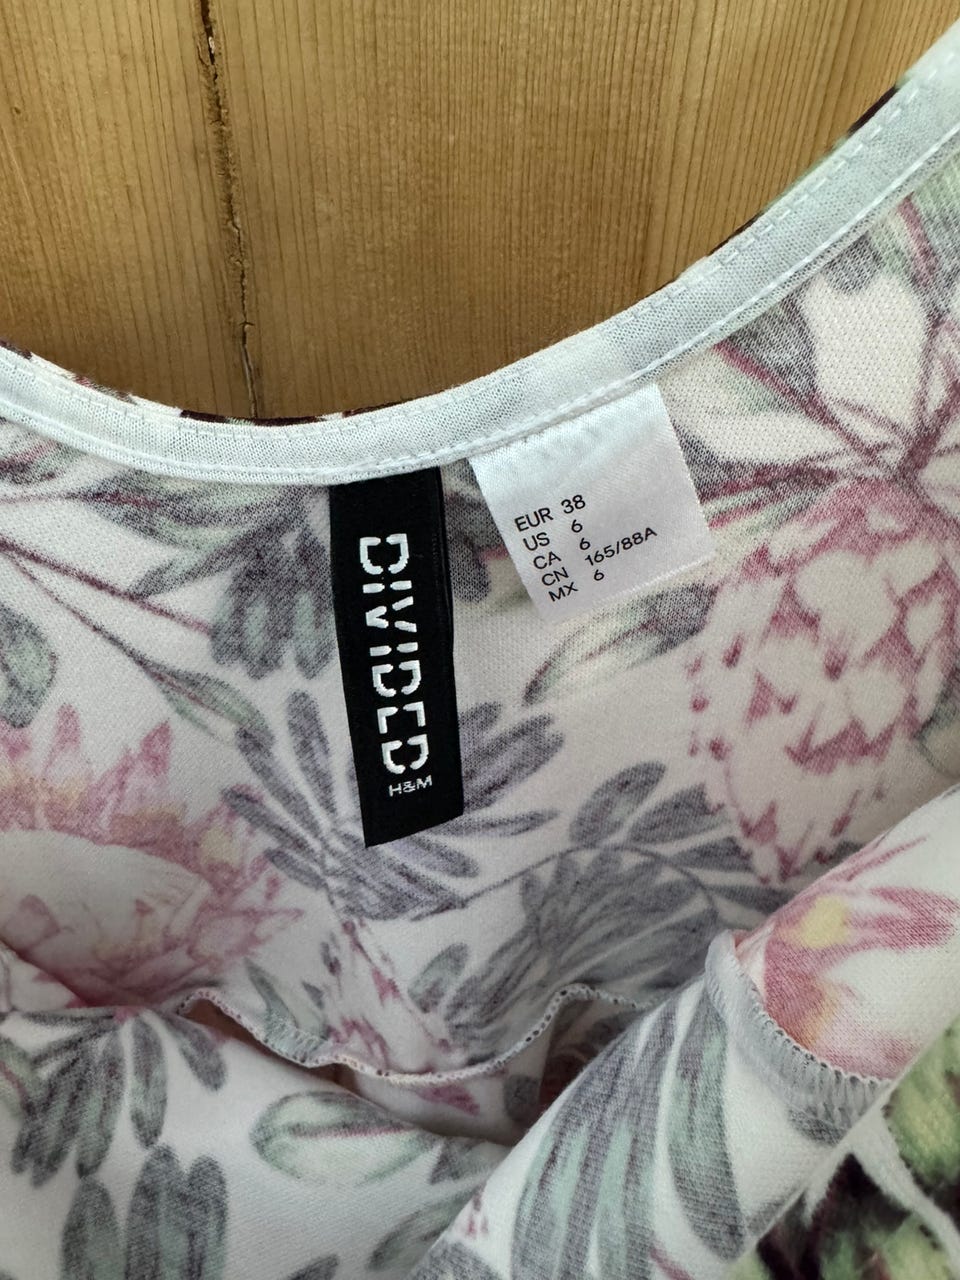 DIVIDED
H&M
EUR 38
US 6
CA 6
CN 165/88A
MX 6